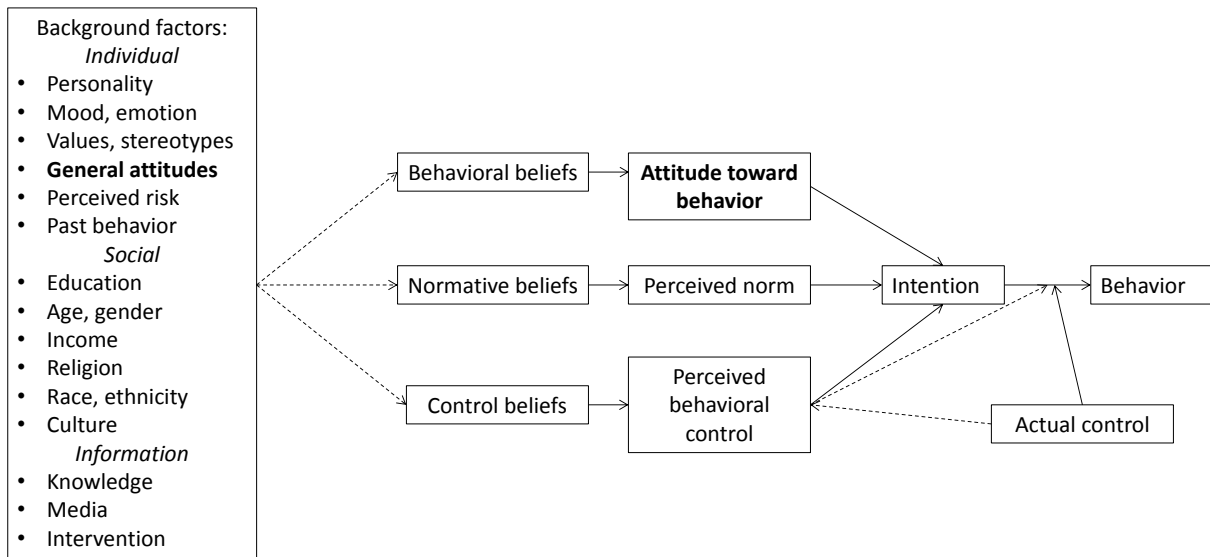 Background factors:
Individual
• Personality
• Mood, emotion
• Values, stereotypes
• General attitudes
• Perceived risk
• Past behavior
Social
• Education
• Age, gender
• Income
• Religion
• Race, ethnicity
• Culture
Information
• Knowledge
• Media
• Intervention
Behavioral beliefs
Attitude toward
behavior
Normative beliefs
Perceived norm
Intention
Behavior
Control beliefs
Perceived
behavioral
control
Actual control